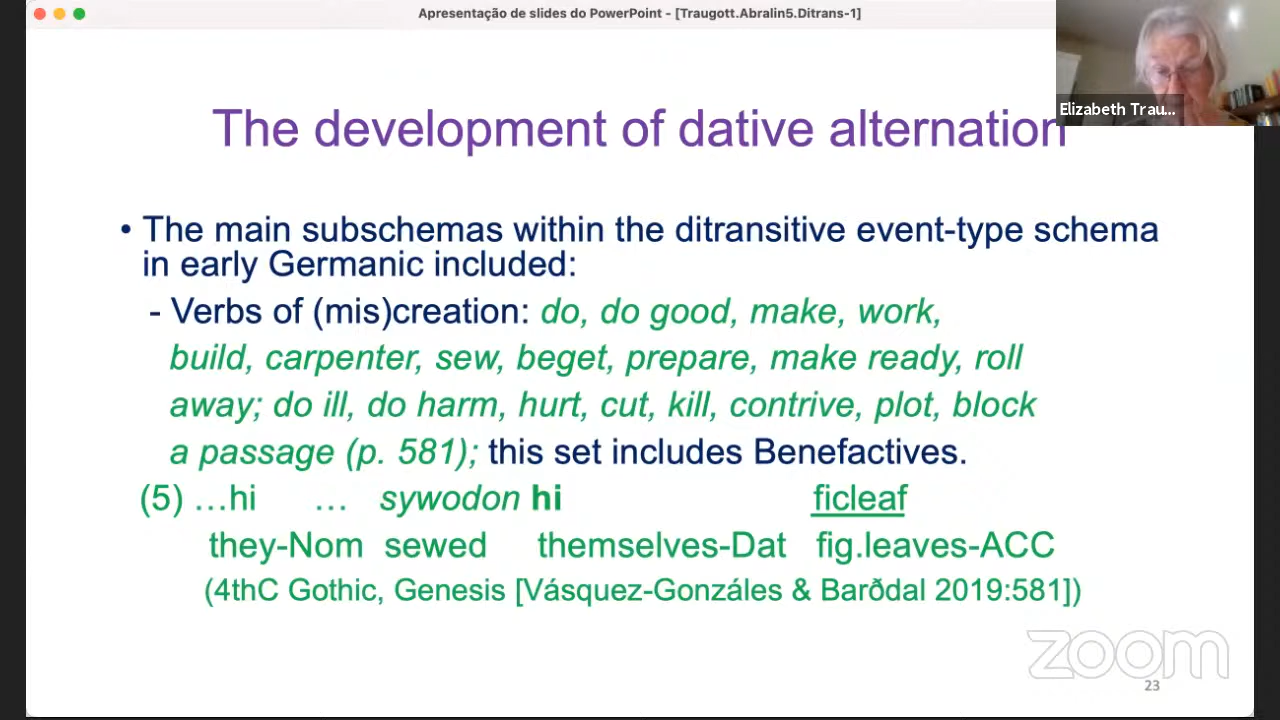 Apresentação de slides do PowerPoint - [Traugott.Abralin5.Ditrans-1]
Elizabeth Trau...
The development of dative alternation
• The main subschemas within the ditransitive event-type schema
in early Germanic included:
- Verbs of (mis)creation: do, do good, make, work,
build, carpenter, sew, beget, prepare, make ready, roll
away; do ill, do harm, hurt, cut, kill, contrive, plot, block
a passage (p. 581); this set includes Benefactives.
(5) …hi … sywodon hi ficleaf
they-Nom sewed themselves-Dat fig.leaves-ACC
(4thC Gothic, Genesis [Vásquez-Gonzáles & Barðdal 2019:581])
zoom
23